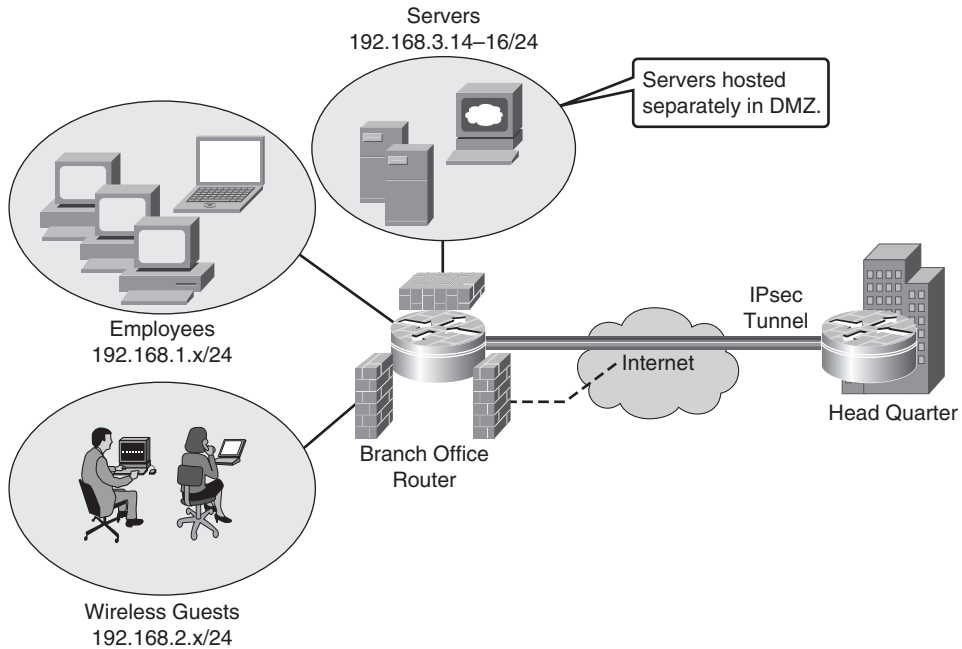 Servers
192.168.3.14–16/24
Servers hosted
separately in DMZ.
Employees
192.168.1.x/24
IPsec
Tunnel
Internet
Head Quarter
Branch Office
Router
Wireless Guests
192.168.2.x/24